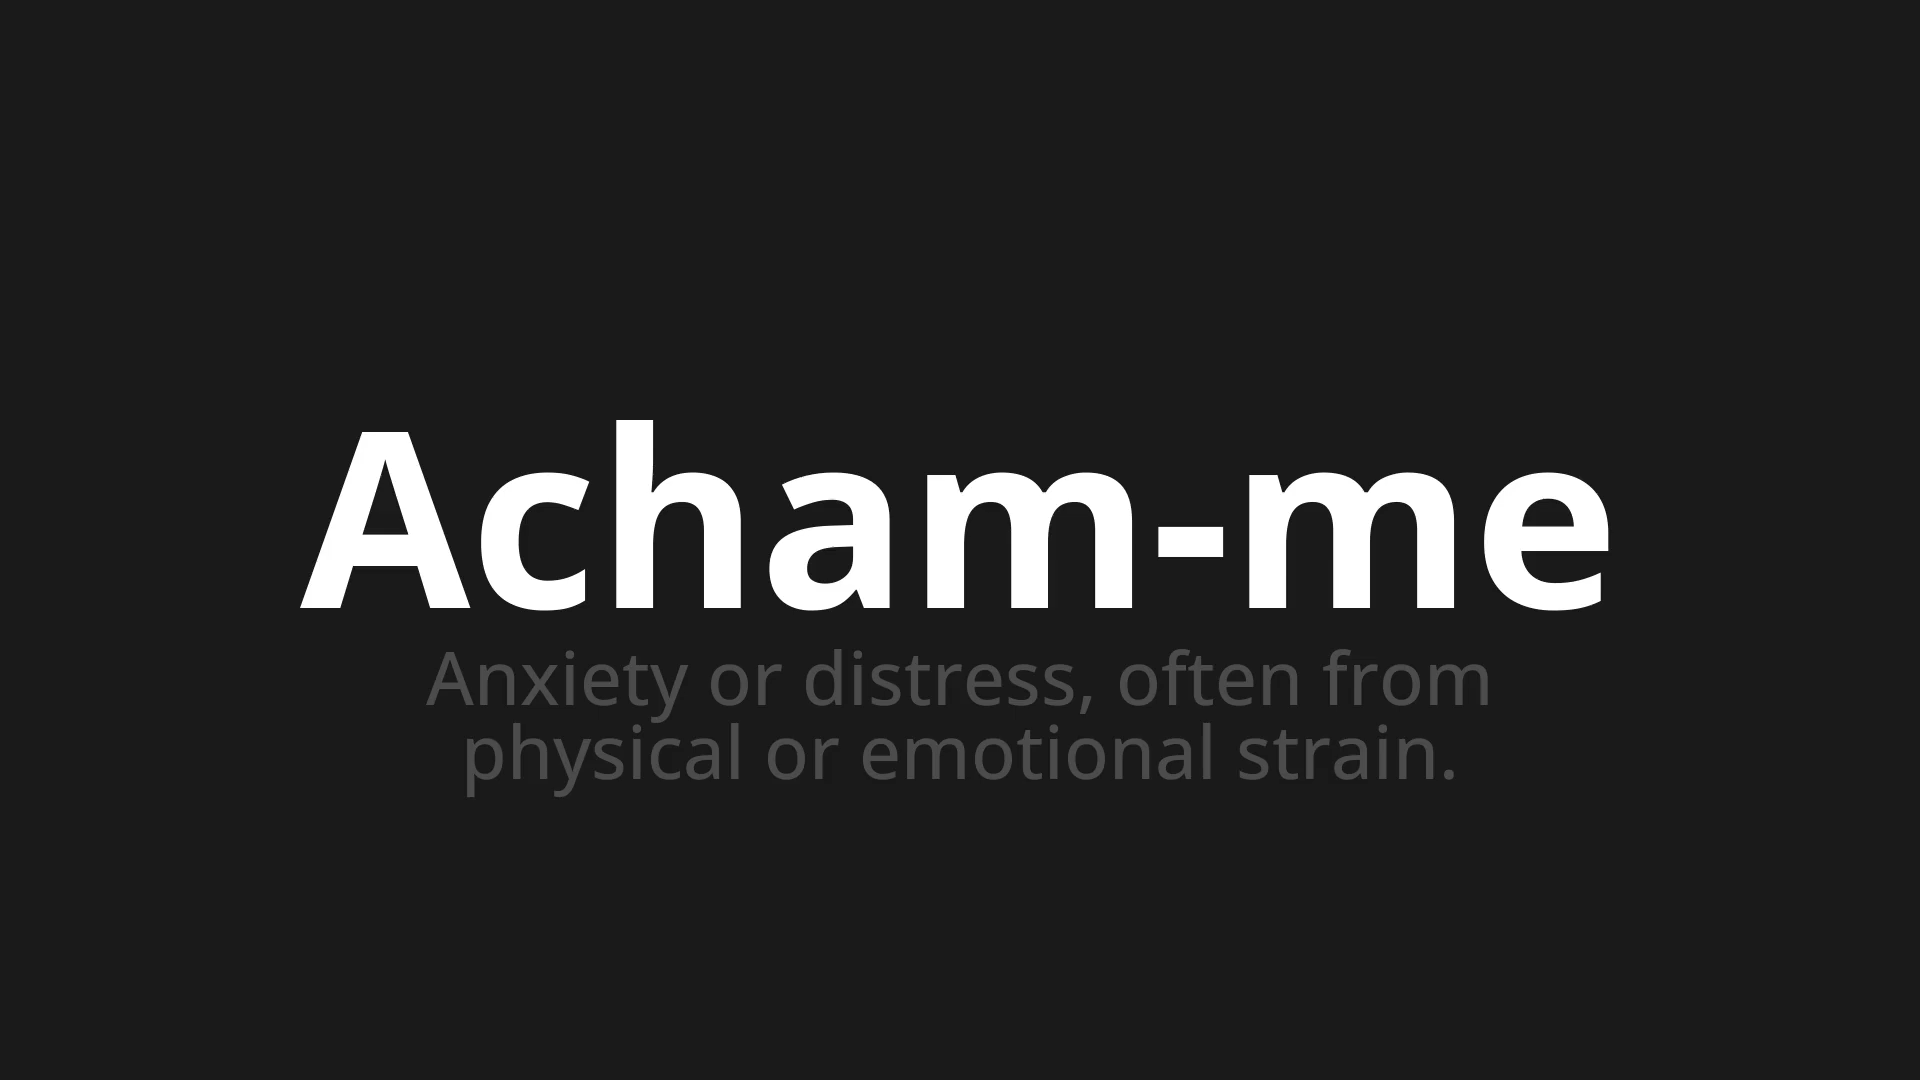 Acham-me
Anxiety or distress, often from
physical or emotional strain.